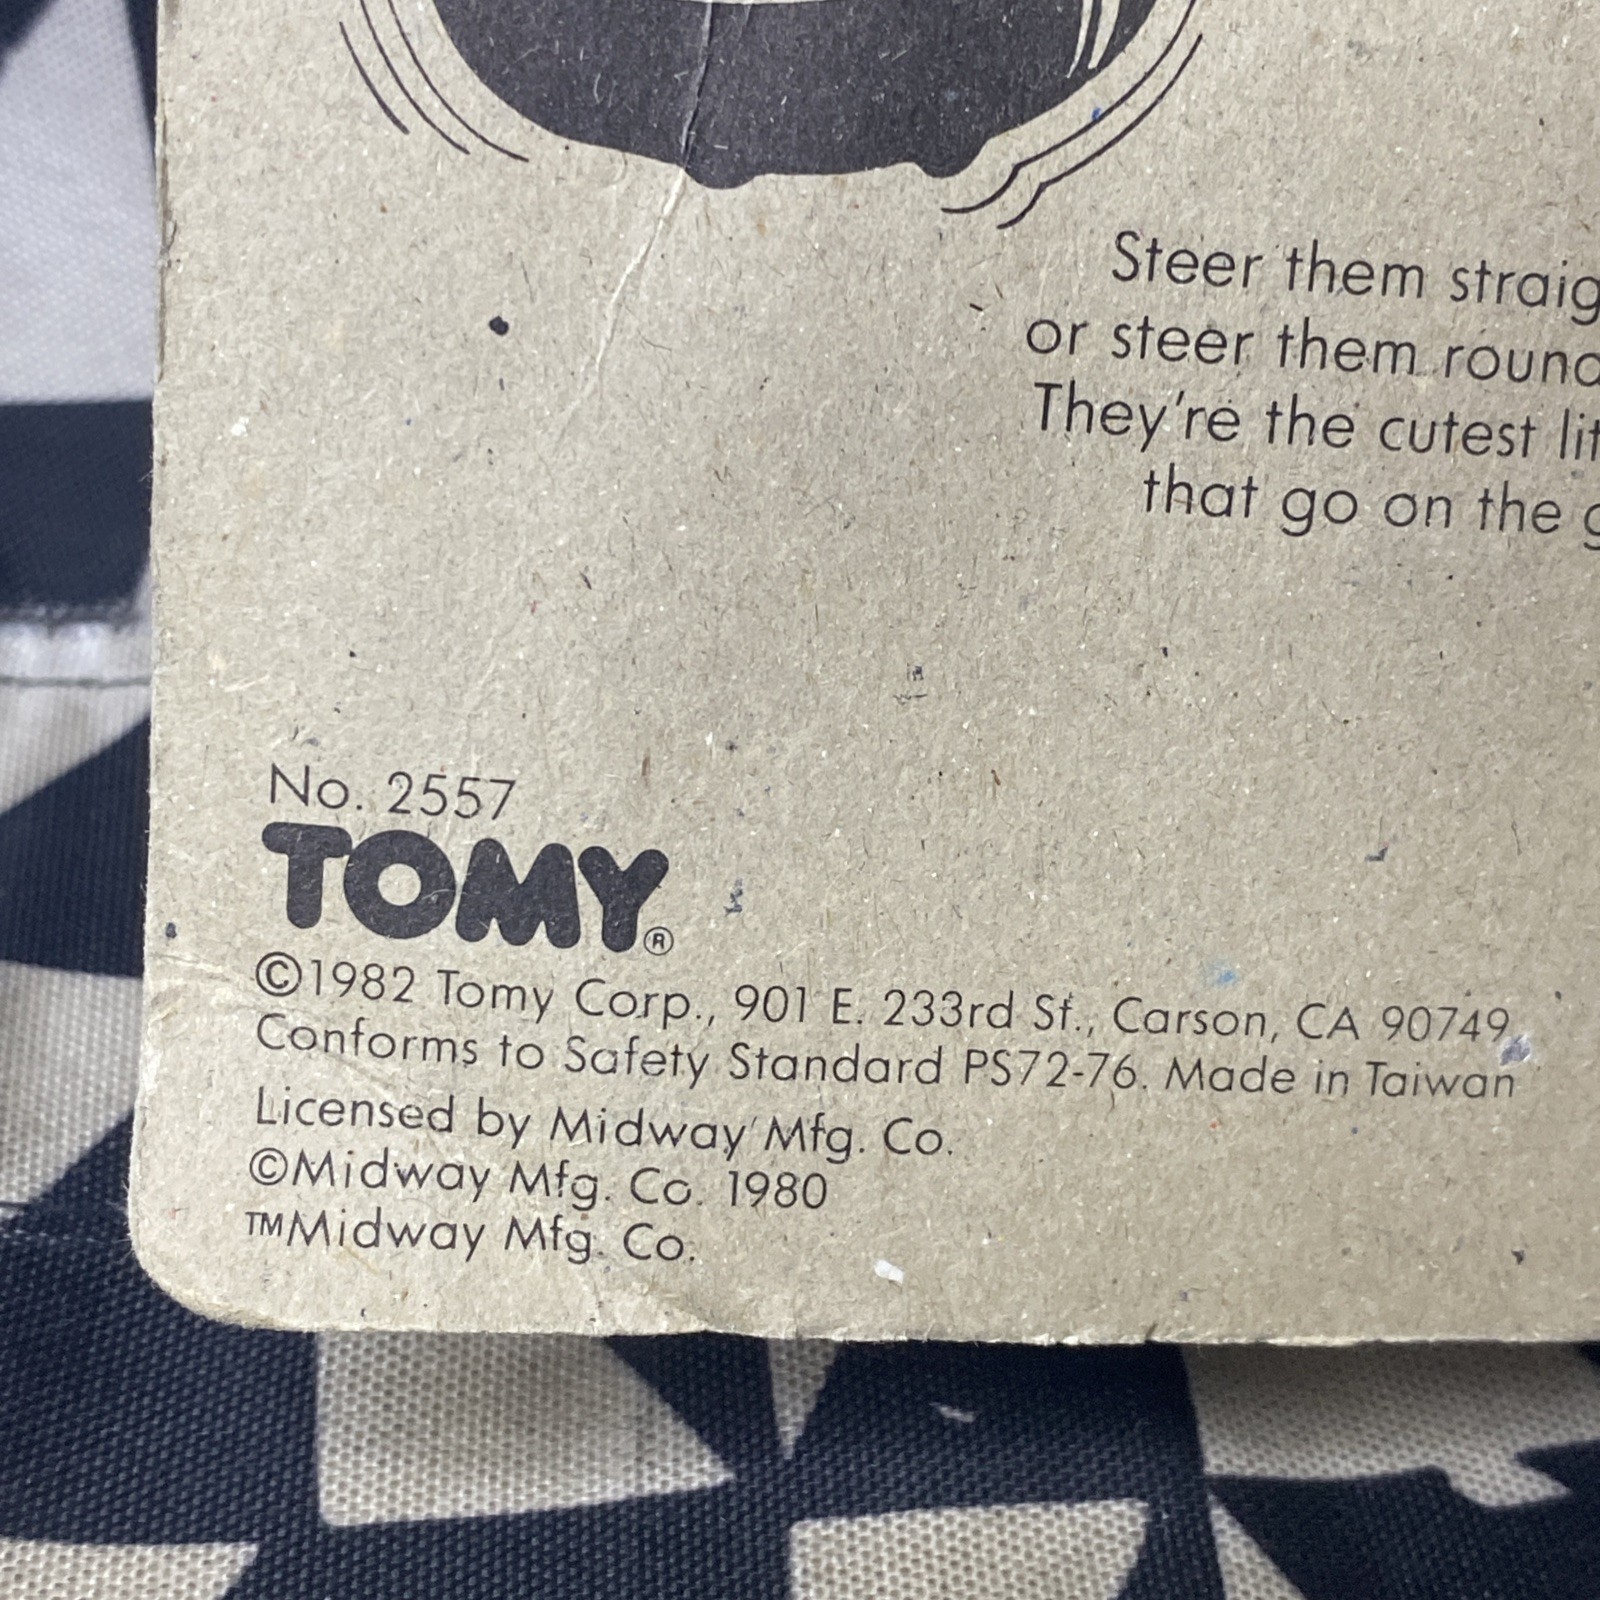 Steer them straig
or steer them round
They're the cutest lit
that go on the g
No. 2557
TOMY®
©1982 Tomy Corp., 901 E. 233rd St., Carson, CA 90749
Conforms to Safety Standard PS72-76. Made in Taiwan
Licensed by Midway Mfg. Co.
©Midway Mfg. Co. 1980
™Midway Mfg. Co.